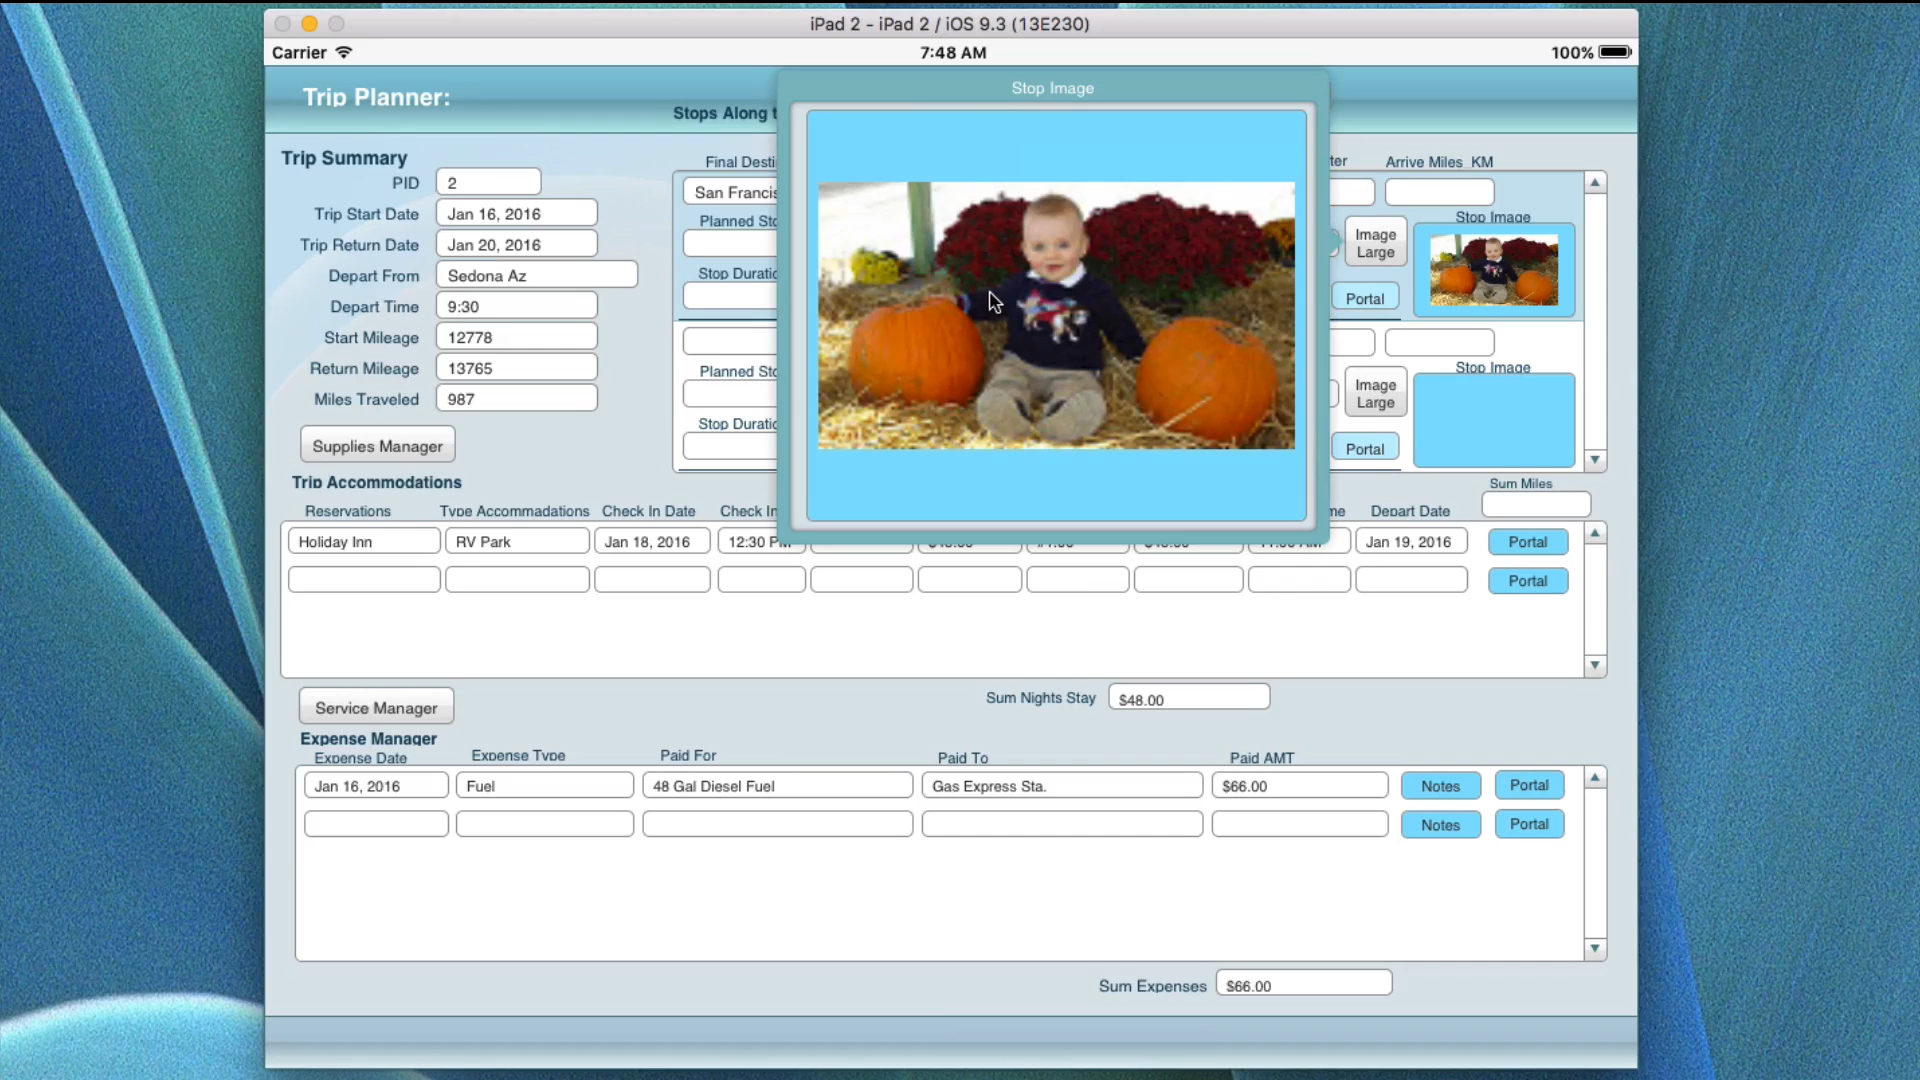 iPad 2 - iPad 2 / iOS 9.3 (13E230)
Carrier 7:48 AM 100%
Trip Planner:
Stop Image
Stops Along
Trip Summary
PID 2
Trip Start Date Jan 16, 2016
Trip Return Date Jan 20, 2016
Depart From Sedona Az
Depart Time 9:30
Start Mileage 12778
Return Mileage 13765
Miles Traveled 987
Supplies Manager
Final Desti
Arrive Miles_KM
San Francis
Planned Sto
Stop Image
Image
Large
Stop Duratio
Portal
Planned Sto
Stop Image
Image
Large
Stop Duratio
Portal
Trip Accommodations
Sum Miles
Reservations Type Accommadations Check In Date Check In Depart Date
Holiday Inn RV Park Jan 18, 2016 12:30 PM Jan 19, 2016 Portal
Portal
Service Manager
Sum Nights Stay $48.00
Expense Manager
Expense Date Expense Type Paid For Paid To Paid AMT
Jan 16, 2016 Fuel 48 Gal Diesel Fuel Gas Express Sta. $66.00 Notes Portal
Notes Portal
Sum Expenses $66.00